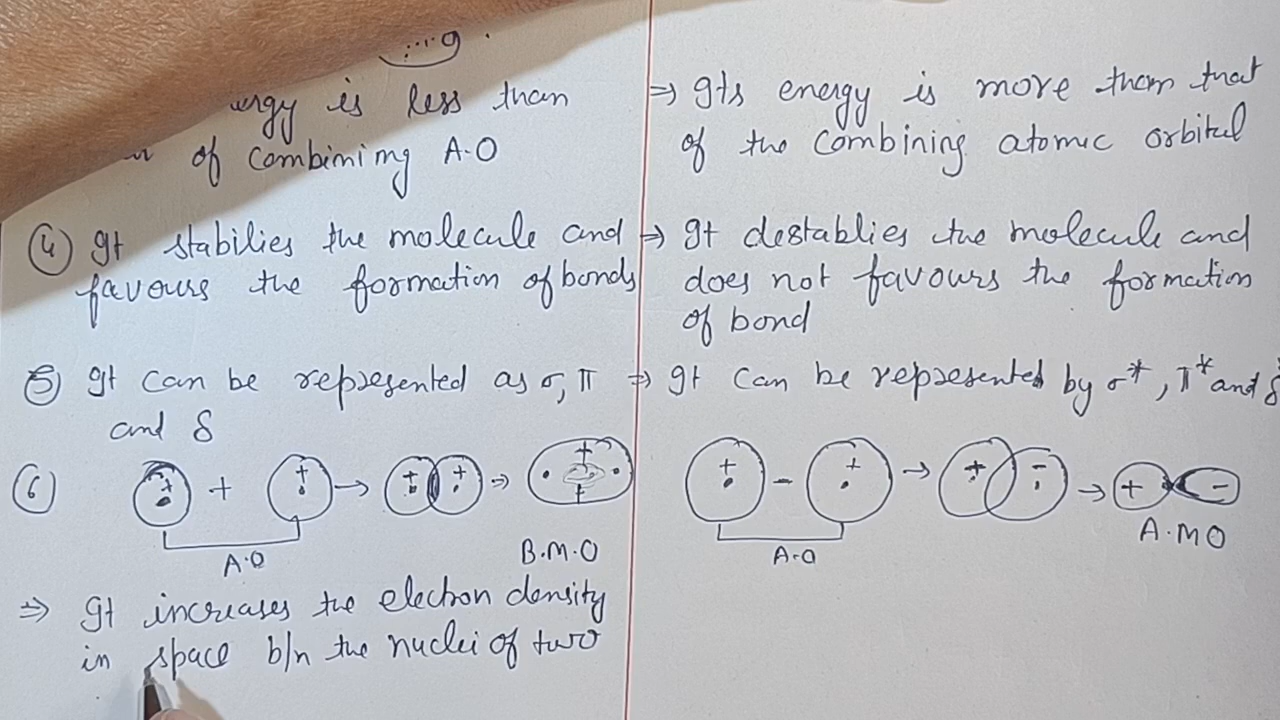 energy is less than
of combining A.O
④ It stabilies the molecule and
favours the formation of bonds
⑤ It can be represented as σ, π
and δ
⑥ + + + → + + → + +
A.O
B.M.O
⇒ It increases the electron density
in space b/n the nuclei of two
⇒ Its energy is more than that
of the combining atomic orbital
⇒ It destablies the molecule and
does not favours the formation
of bond
⇒ It can be represented by σ*, π* and δ
+ - + → + - → + -
A.O
A.MO